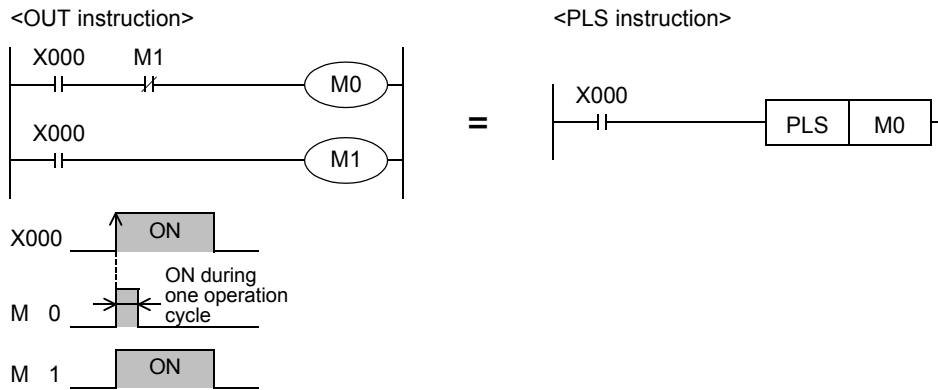 <OUT instruction>
X000 M1
M0
X000
M1
=
<PLS instruction>
X000
PLS M0
X000 ON
ON during
one operation
cycle
M 0
M 1 ON